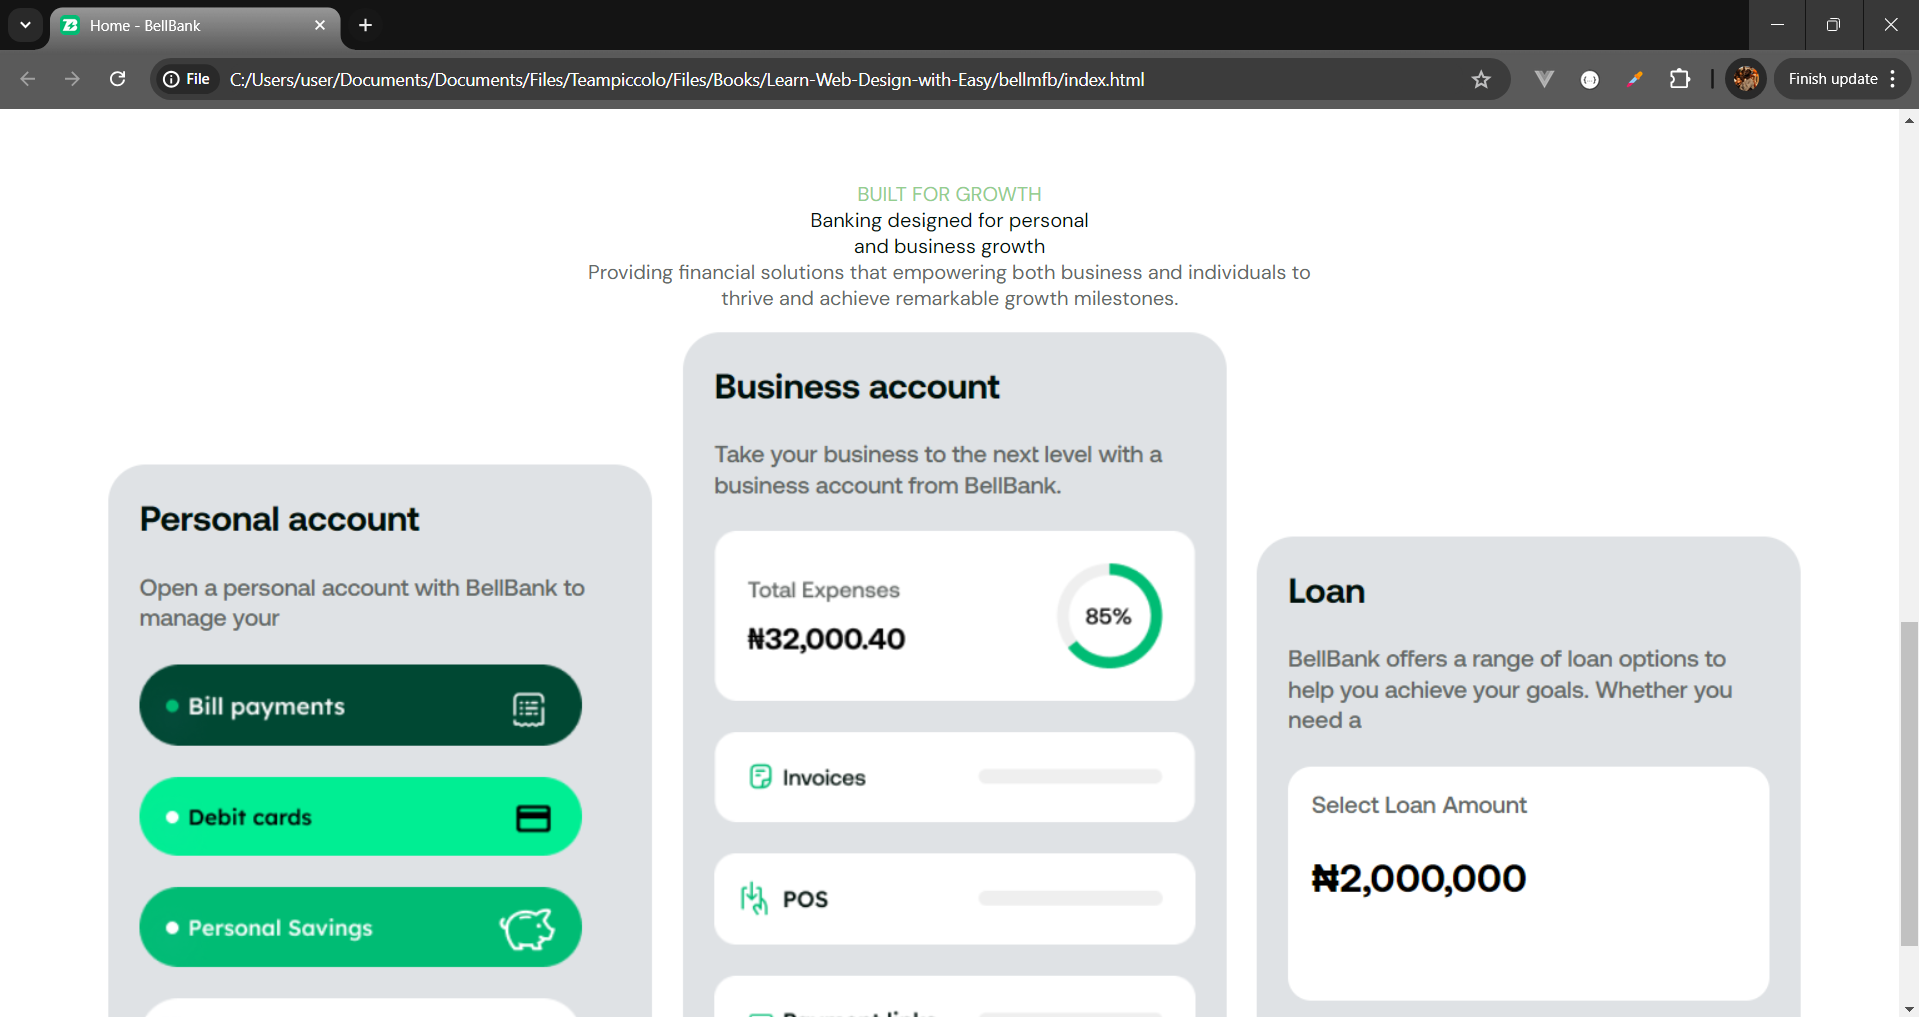 Home - BellBank
File
C:/Users/user/Documents/Documents/Files/Teampiccolo/Files/Books/Learn-Web-Design-with-Easy/bellmfb/index.html
Finish update
BUILT FOR GROWTH
Banking designed for personal
and business growth
Providing financial solutions that empowering both business and individuals to
thrive and achieve remarkable growth milestones.
Personal account
Open a personal account with BellBank to
manage your
Bill payments
Debit cards
Personal Savings
Business account
Take your business to the next level with a
business account from BellBank.
Total Expenses
₦32,000.40
85%
Invoices
POS
Payment links
Loan
BellBank offers a range of loan options to
help you achieve your goals. Whether you
need a
Select Loan Amount
₦2,000,000